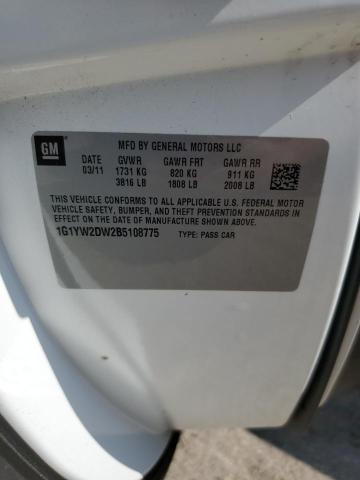 GM
MFD BY GENERAL MOTORS LLC
DATE GVWR GAWR FRT GAWR RR
03/11 1731 KG 820 KG 911 KG
3816 LB 1808 LB 2008 LB
THIS VEHICLE CONFORMS TO ALL APPLICABLE U.S. FEDERAL MOTOR
VEHICLE SAFETY, BUMPER, AND THEFT PREVENTION STANDARDS IN
EFFECT ON THE DATE OF MANUFACTURE SHOWN ABOVE.
1G1YW2DW2B5108775 TYPE: PASS CAR